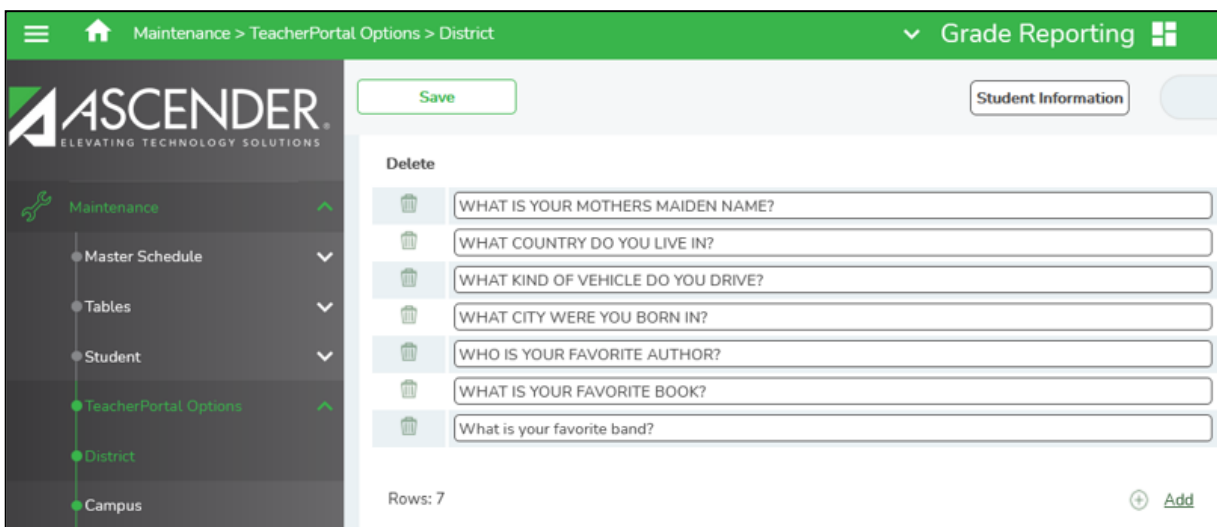 Maintenance > TeacherPortal Options > District
Grade Reporting
ASCENDER.
ELEVATING TECHNOLOGY SOLUTIONS
Save
Student Information
Maintenance
Master Schedule
Tables
Student
TeacherPortal Options
District
Campus
Delete
WHAT IS YOUR MOTHERS MAIDEN NAME?
WHAT COUNTRY DO YOU LIVE IN?
WHAT KIND OF VEHICLE DO YOU DRIVE?
WHAT CITY WERE YOU BORN IN?
WHO IS YOUR FAVORITE AUTHOR?
WHAT IS YOUR FAVORITE BOOK?
What is your favorite band?
Rows: 7
Add